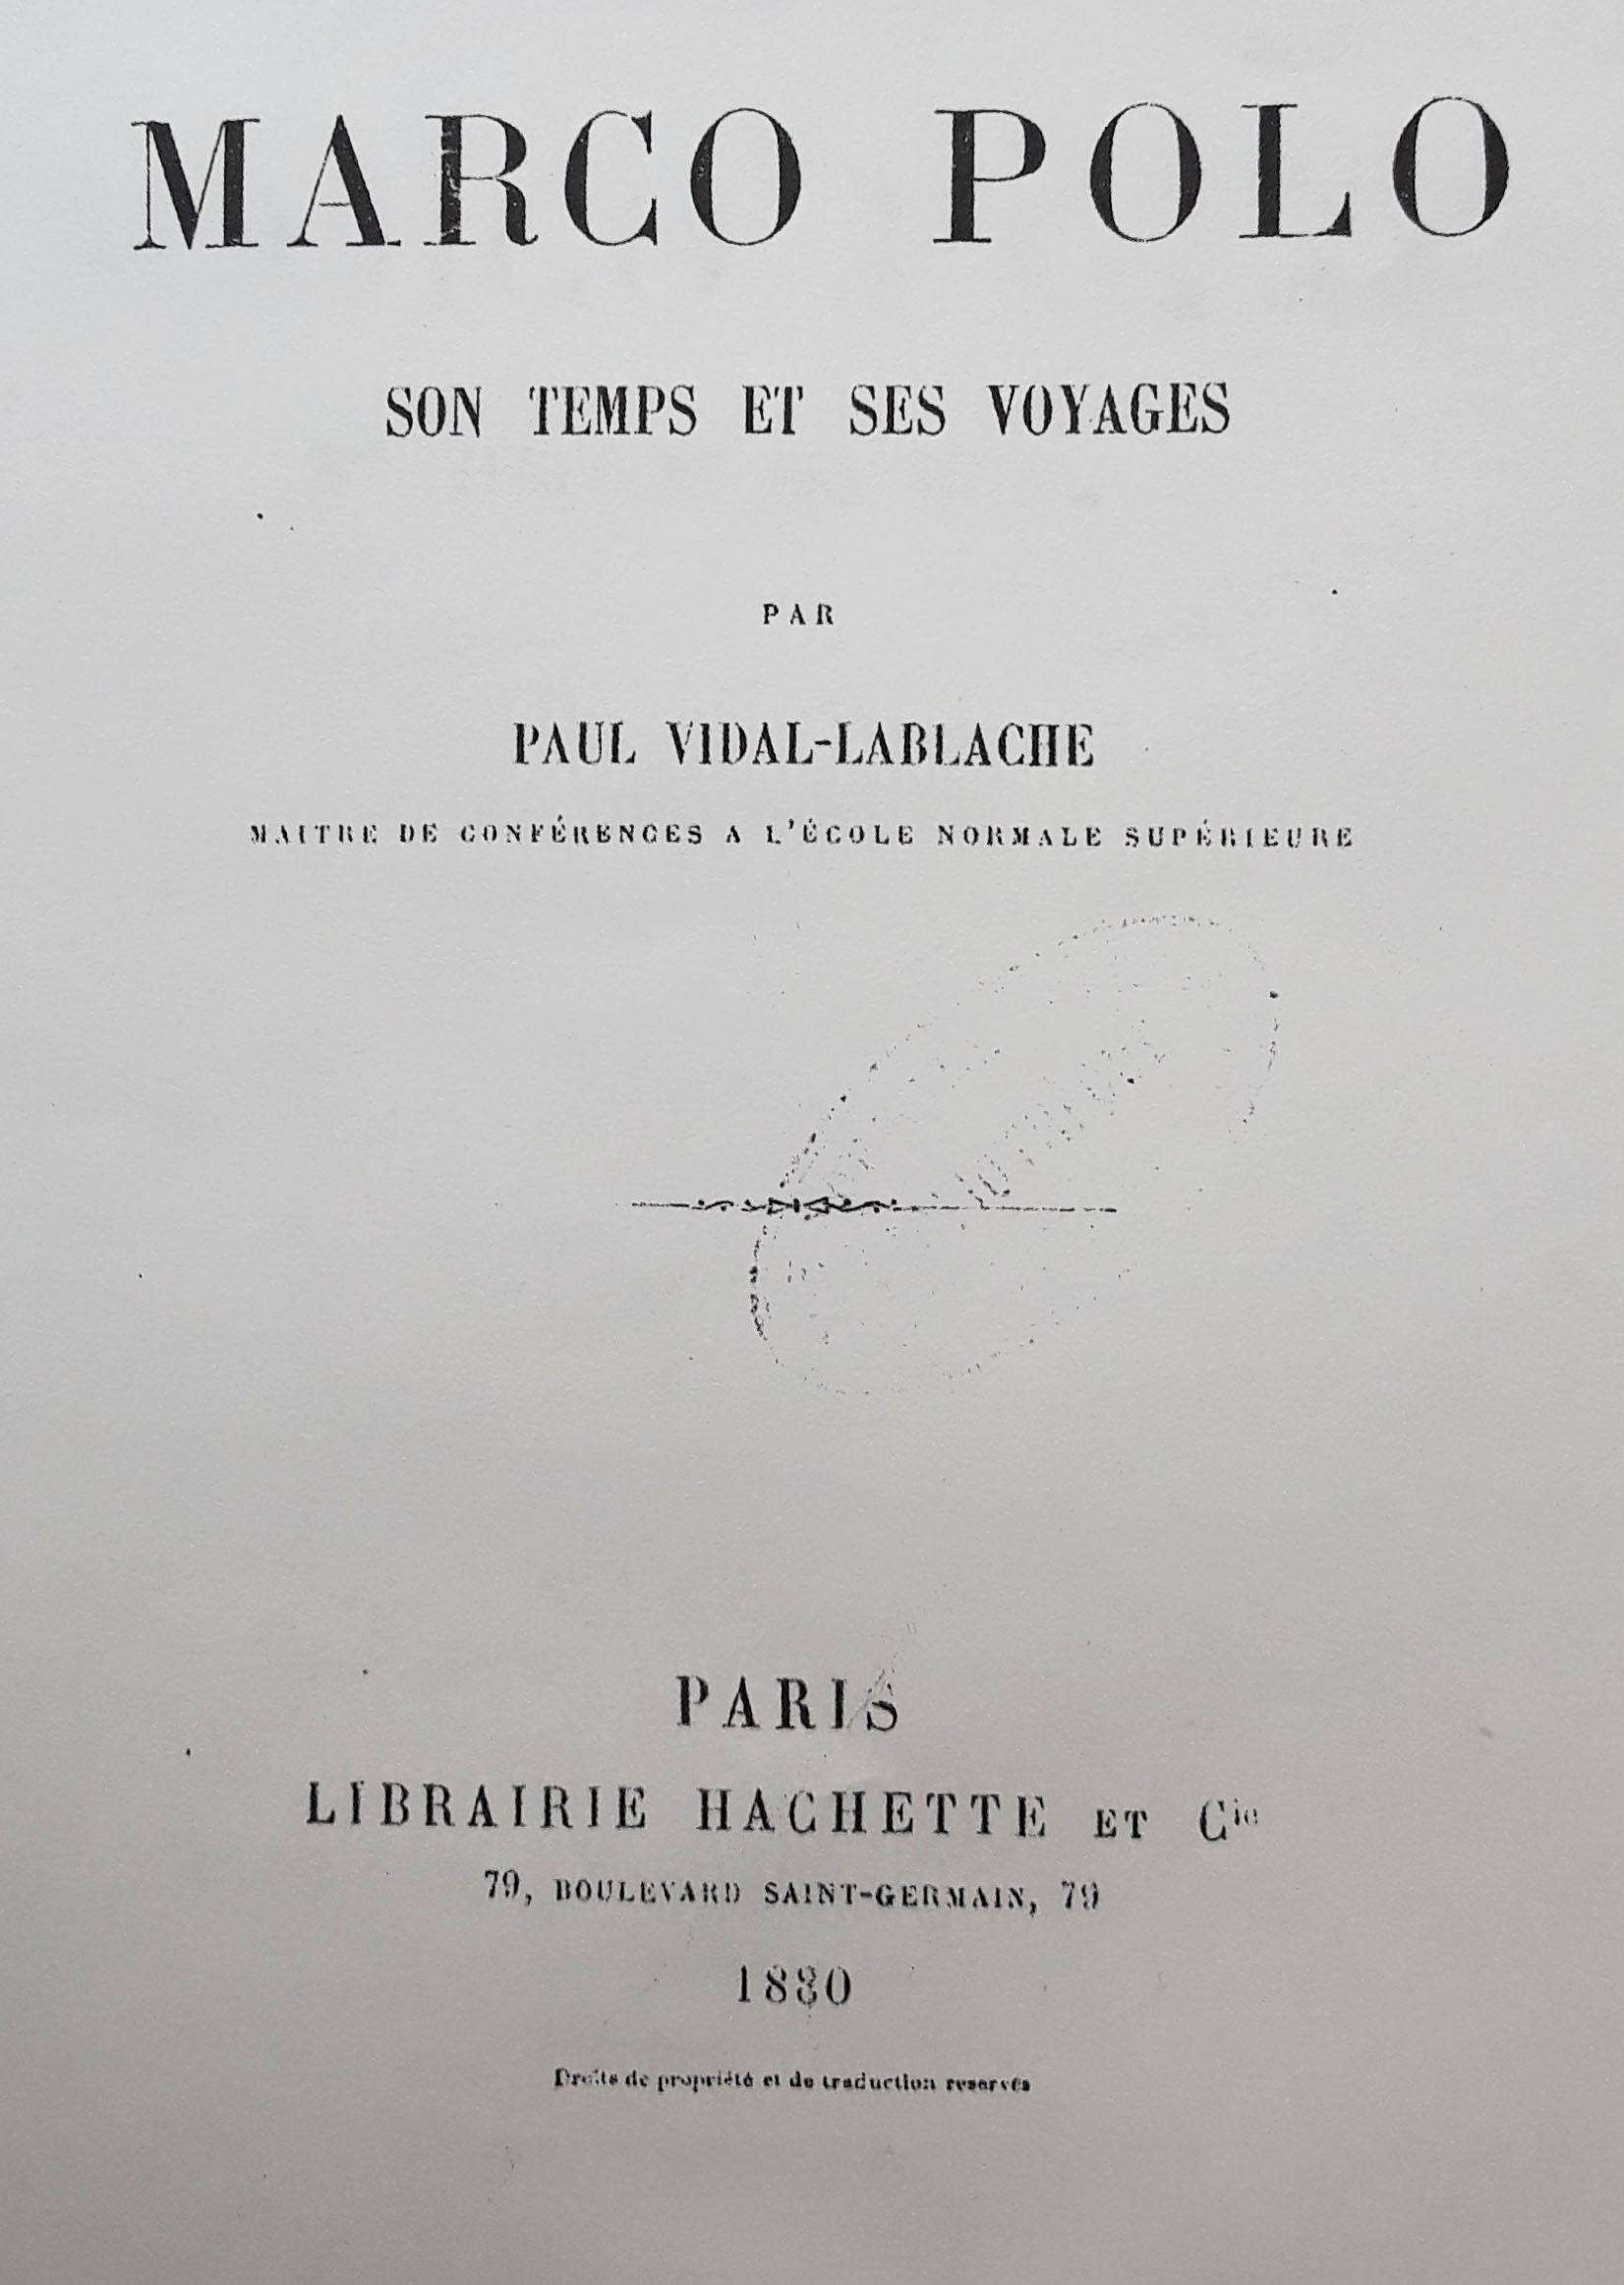 MARCO POLO
SON TEMPS ET SES VOYAGES
PAR
PAUL VIDAL-LABLACHE
MAITRE DE CONFÉRENCES A L'ÉCOLE NORMALE SUPÉRIEURE
PARIS
LIBRAIRIE HACHETTE ET Cie
79, BOULEVARD SAINT-GERMAIN, 79
1880
Droits de propriété et de traduction reservés